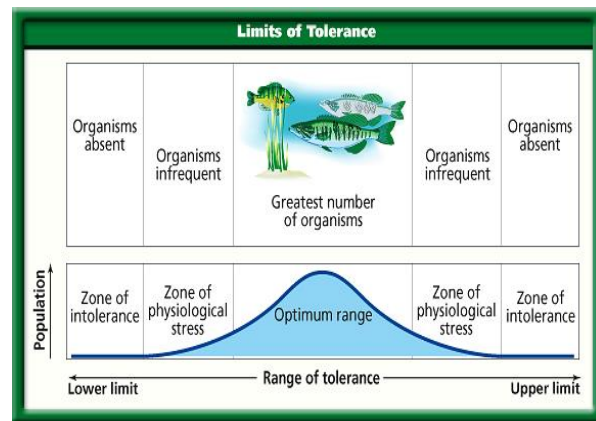 Limits of Tolerance
Organisms
absent
Organisms
infrequent
Greatest number
of organisms
Organisms
infrequent
Organisms
absent
Population
Zone of
intolerance
Zone of
physiological
stress
Optimum range
Zone of
physiological
stress
Zone of
intolerance
Lower limit
Range of tolerance
Upper limit